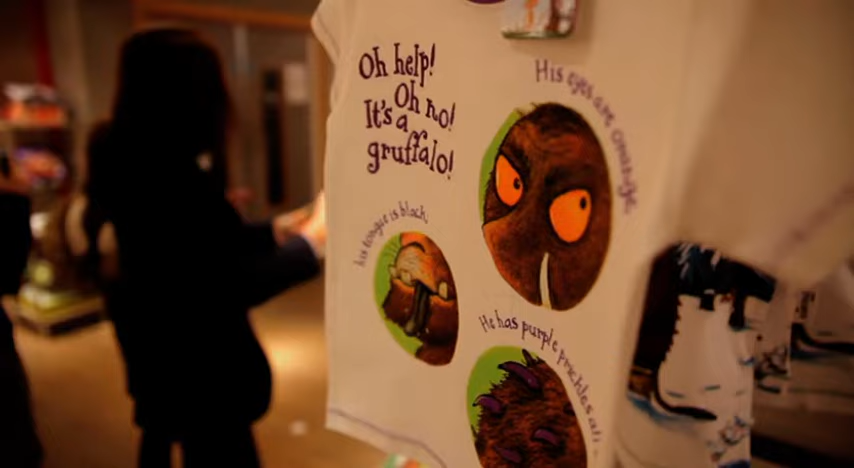 Oh help!
Oh no!
It's a
gruffalo!
His eyes are orange,
his tongue is black,
He has purple prickles all